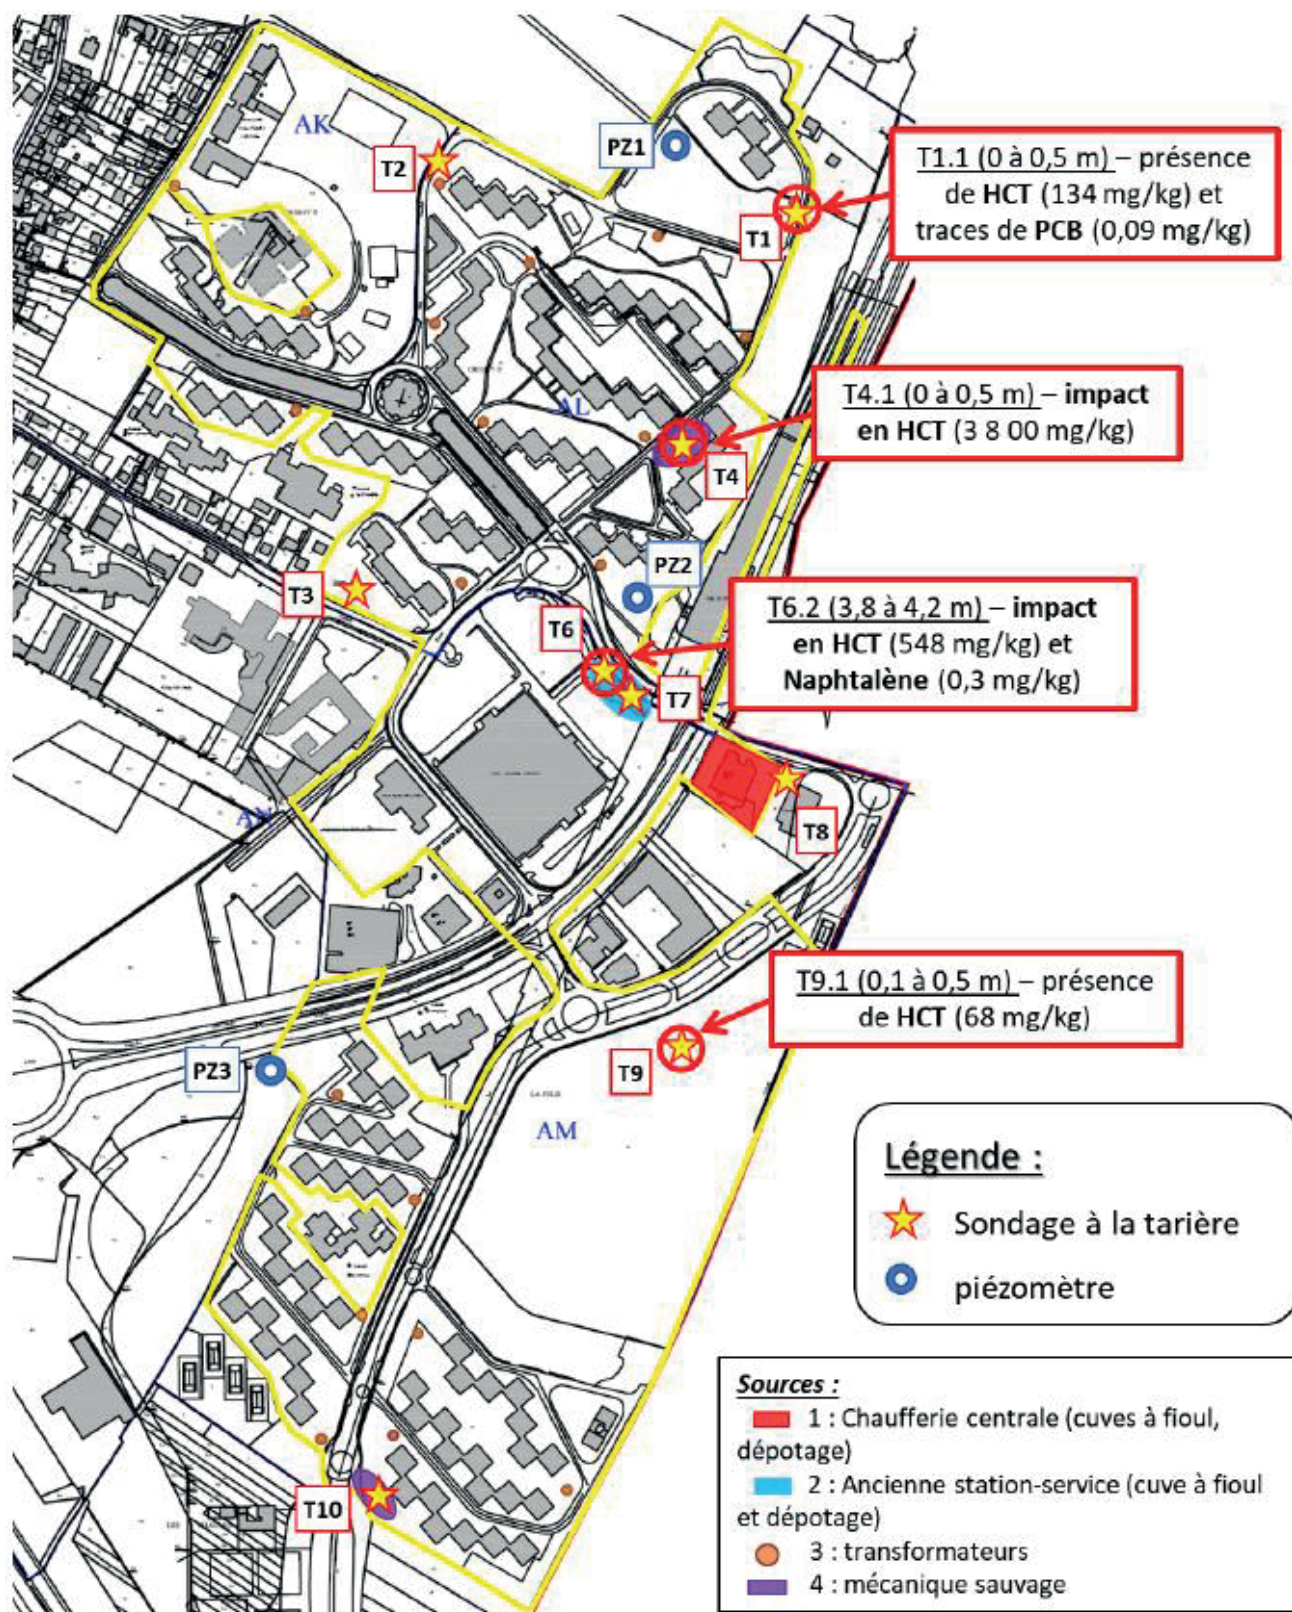 AK
T2
PZ1
T1
T1.1 (0 à 0,5 m) – présence
de HCT (134 mg/kg) et
traces de PCB (0,09 mg/kg)
AL
T4
T4.1 (0 à 0,5 m) – impact
en HCT (3 8 00 mg/kg)
PZ2
T3
T6
T7
T6.2 (3,8 à 4,2 m) – impact
en HCT (548 mg/kg) et
Naphtalène (0,3 mg/kg)
AN
T8
T9.1 (0,1 à 0,5 m) – présence
de HCT (68 mg/kg)
PZ3
T9
LA FOLIE
AM
Légende :
Sondage à la tarière
piézomètre
T10
Sources :
1 : Chaufferie centrale (cuves à fioul,
dépotage)
2 : Ancienne station-service (cuve à fioul
et dépotage)
3 : transformateurs
4 : mécanique sauvage